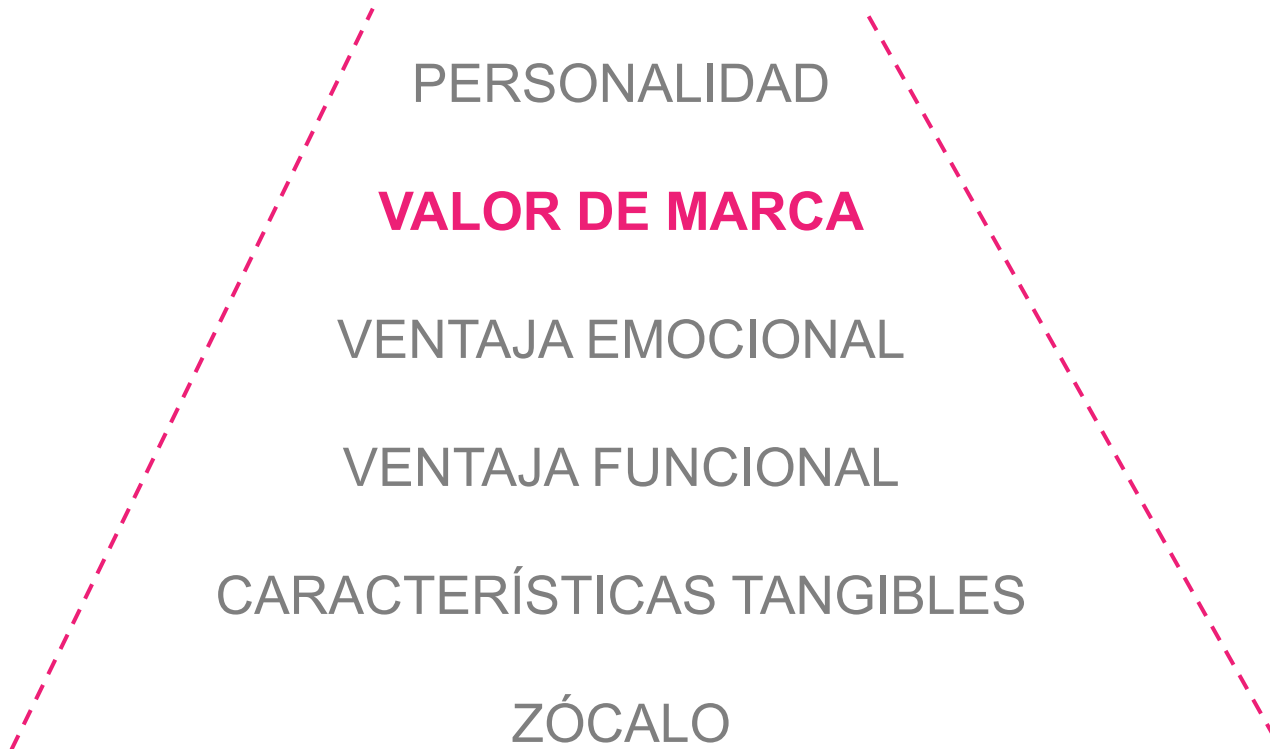 PERSONALIDAD
VALOR DE MARCA
VENTAJA EMOCIONAL
VENTAJA FUNCIONAL
CARACTERÍSTICAS TANGIBLES
ZÓCALO